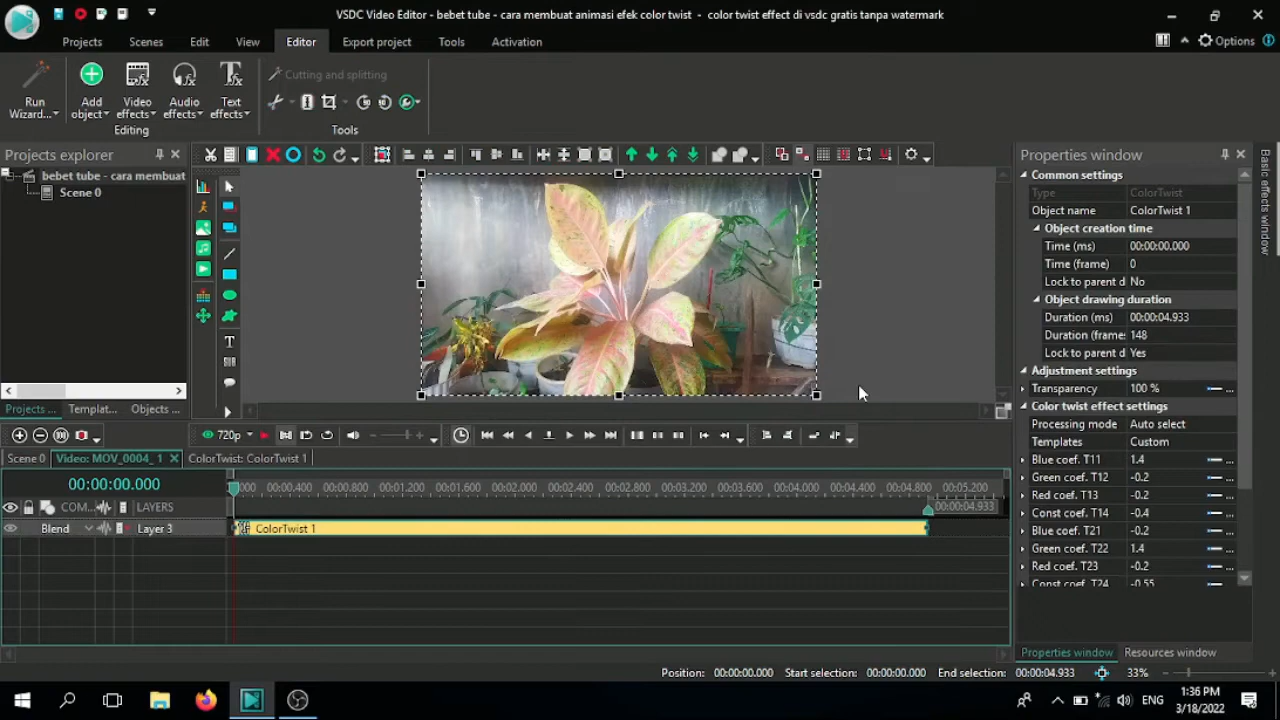 VSDC Video Editor - bebet tube - cara membuat animasi efek color twist - color twist effect di vsdc gratis tanpa watermark
Projects Scenes Edit View Editor Export project Tools Activation
Options
Cutting and splitting
Run Wizard...
Add object
Video effects
Audio effects
Text effects
Editing
Tools
Projects explorer
bebet tube - cara membuat
Scene 0
Projects ...
Templat...
Objects ...
Properties window
Common settings
Type ColorTwist
Object name ColorTwist 1
Object creation time
Time (ms) 00:00:00.000
Time (frame) 0
Lock to parent d No
Object drawing duration
Duration (ms) 00:00:04.933
Duration (frame: 148
Lock to parent d Yes
Adjustment settings
Transparency 100 % ...
Color twist effect settings
Processing mode Auto select
Templates Custom
Blue coef. T11 1.4 ...
Green coef. T12 -0.2 ...
Red coef. T13 -0.2 ...
Const coef. T14 -0.4 ...
Blue coef. T21 -0.2 ...
Green coef. T22 1.4 ...
Red coef. T23 -0.2 ...
Const coef. T24 -0.55 ...
Basic effects window
Properties window Resources window
720p
Scene 0 Video: MOV_0004_1 ColorTwist: ColorTwist 1
00:00:00.000
000 00:00.400 00:00.800 00:01.200 00:01.600 00:02.000 00:02.400 00:02.800 00:03.200 00:03.600 00:04.000 00:04.400 00:04.800 00:05.200
00:00:04.933
COM... LAYERS
Blend Layer 3 ColorTwist 1
Position: 00:00:00.000 Start selection: 00:00:00.000 End selection: 00:00:04.933 33%
ENG
1:36 PM
3/18/2022